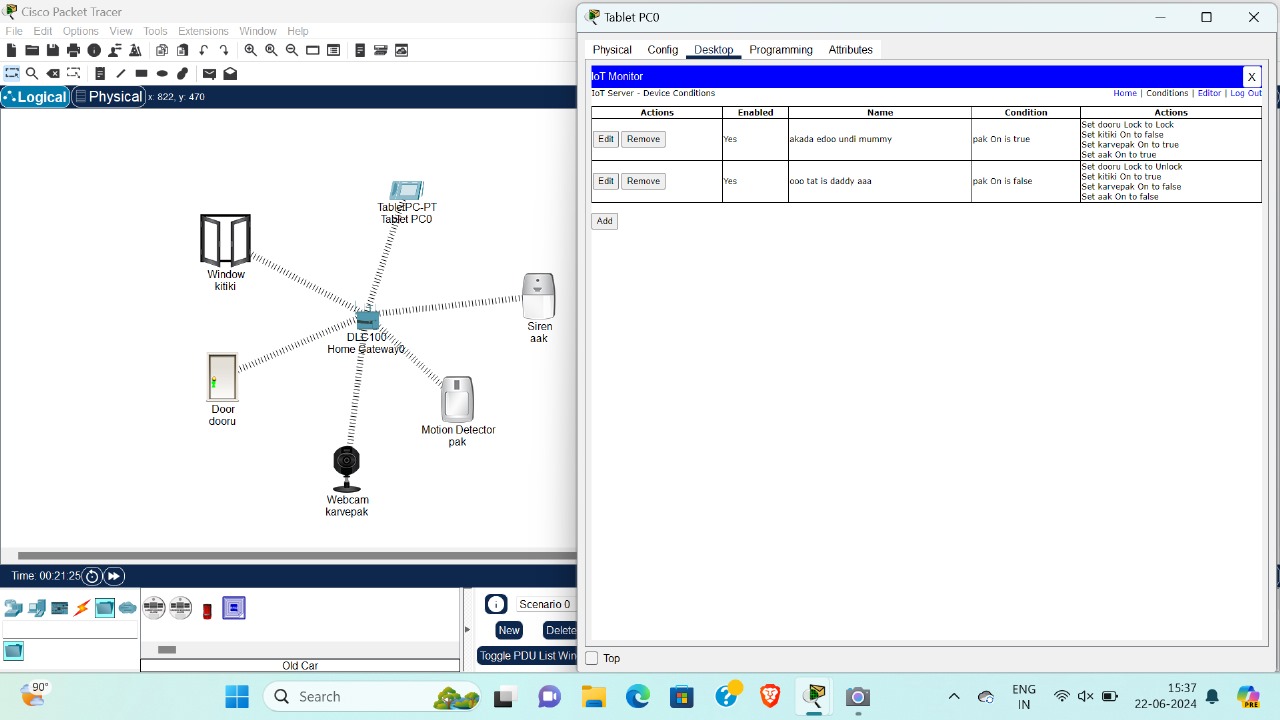 Cisco Packet Tracer
File Edit Options View Tools Extensions Window Help
Logical Physical x: 822, y: 470
TabletPC-PT
Tablet PC0
Window
kitiki
Siren
aak
DLC100
Home Gateway0
Door
dooru
Motion Detector
pak
Webcam
karvepak
Time: 00:21:25
Scenario 0
New Delete
Toggle PDU List Win
Old Car
Tablet PC0
Physical Config Desktop Programming Attributes
IoT Monitor X
IoT Server - Device Conditions Home | Conditions | Editor | Log Out
Actions Enabled Name Condition Actions
Edit Remove Yes akada edoo undi mummy pak On is true
Set dooru Lock to Lock
Set kitiki On to false
Set karvepak On to true
Set aak On to true
Edit Remove Yes ooo tat is daddy aaa pak On is false
Set dooru Lock to Unlock
Set kitiki On to true
Set karvepak On to false
Set aak On to false
Add
Top
90°
Search
ENG
IN
15:37
22-06-2024
PRE